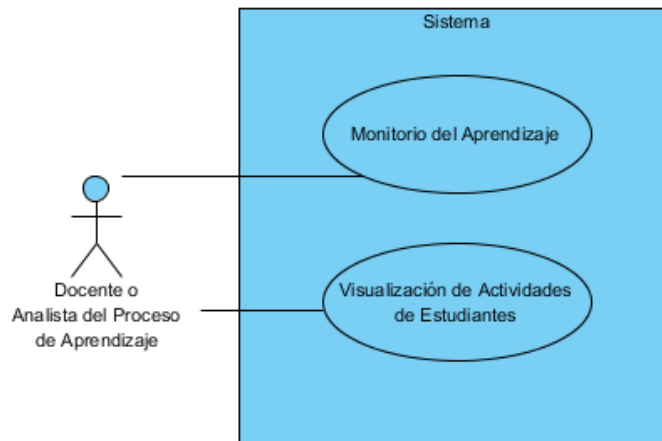 Sistema
Monitorio del Aprendizaje
Docente o
Analista del Proceso
de Aprendizaje
Visualización de Actividades
de Estudiantes